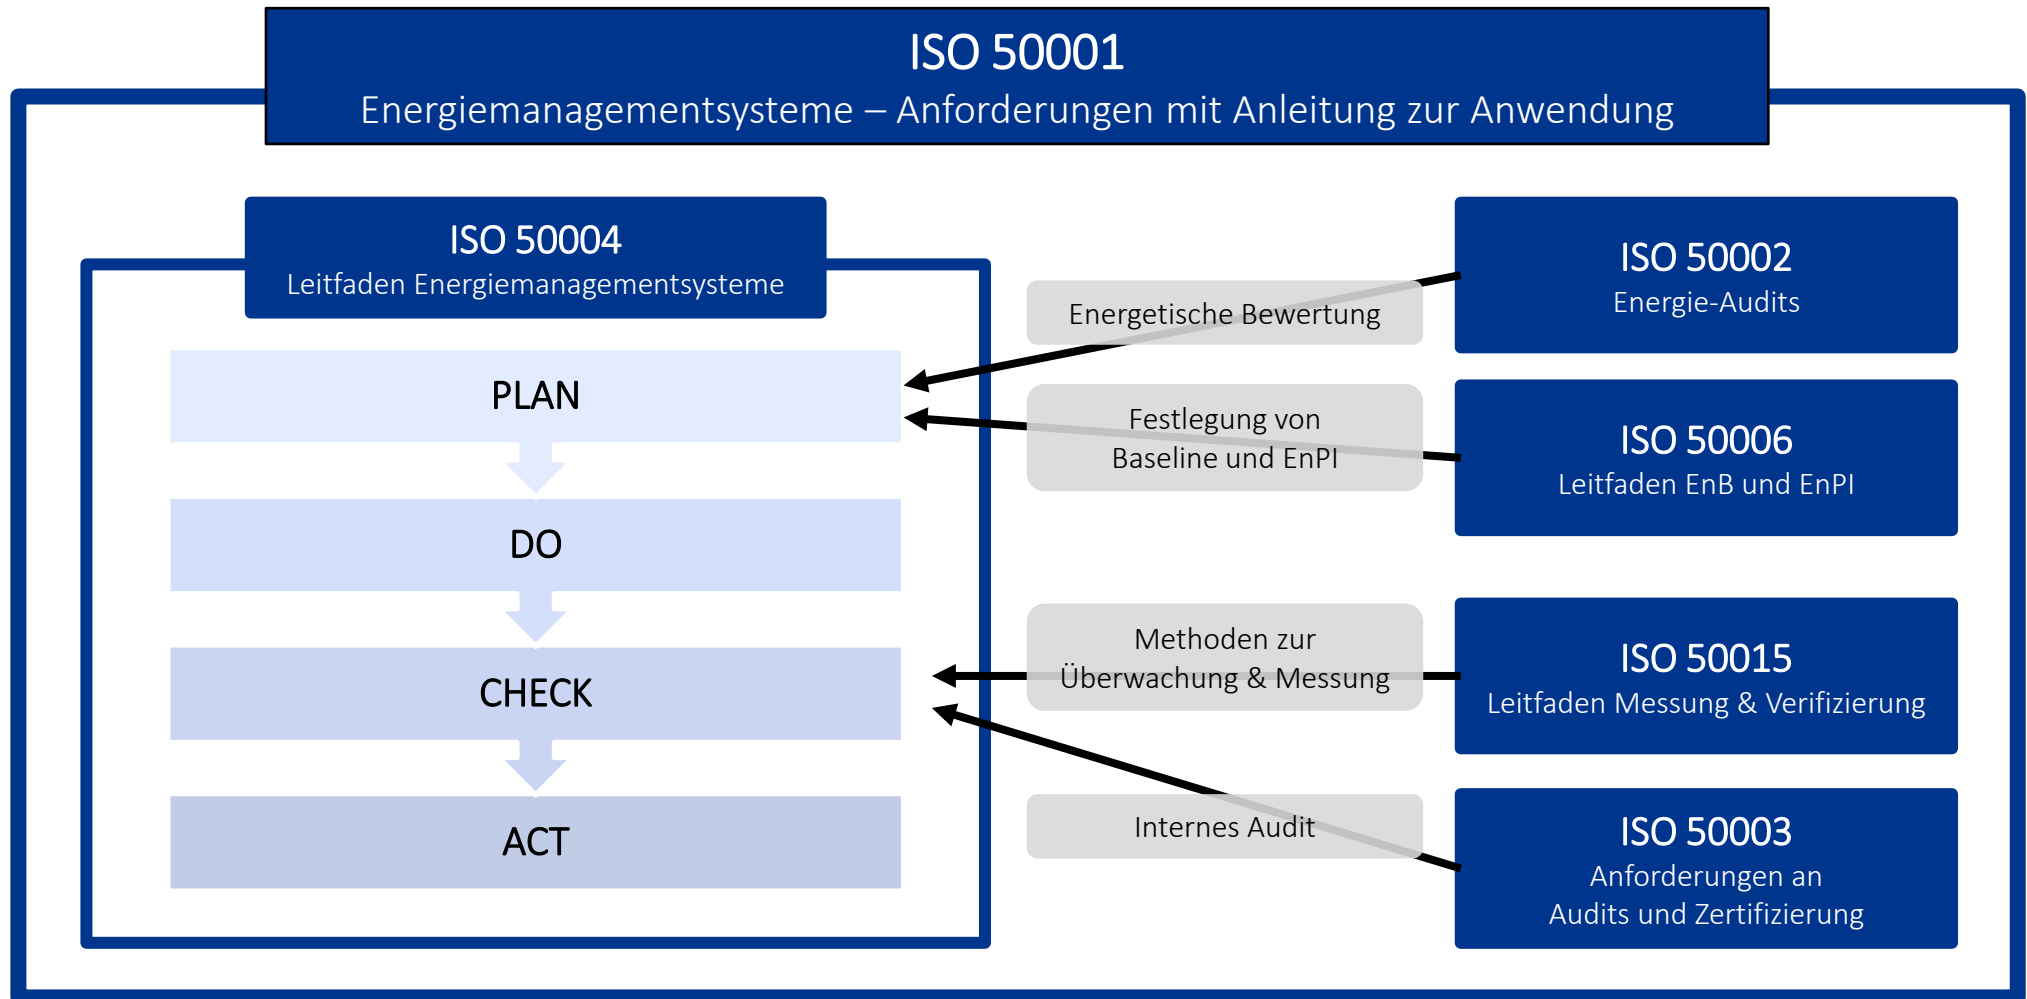 ISO 50001
Energiemanagementsysteme – Anforderungen mit Anleitung zur Anwendung
ISO 50004
Leitfaden Energiemanagementsysteme
PLAN
DO
CHECK
ACT
Energetische Bewertung
Festlegung von
Baseline und EnPI
Methoden zur
Überwachung & Messung
Internes Audit
ISO 50002
Energie-Audits
ISO 50006
Leitfaden EnB und EnPI
ISO 50015
Leitfaden Messung & Verifizierung
ISO 50003
Anforderungen an
Audits und Zertifizierung